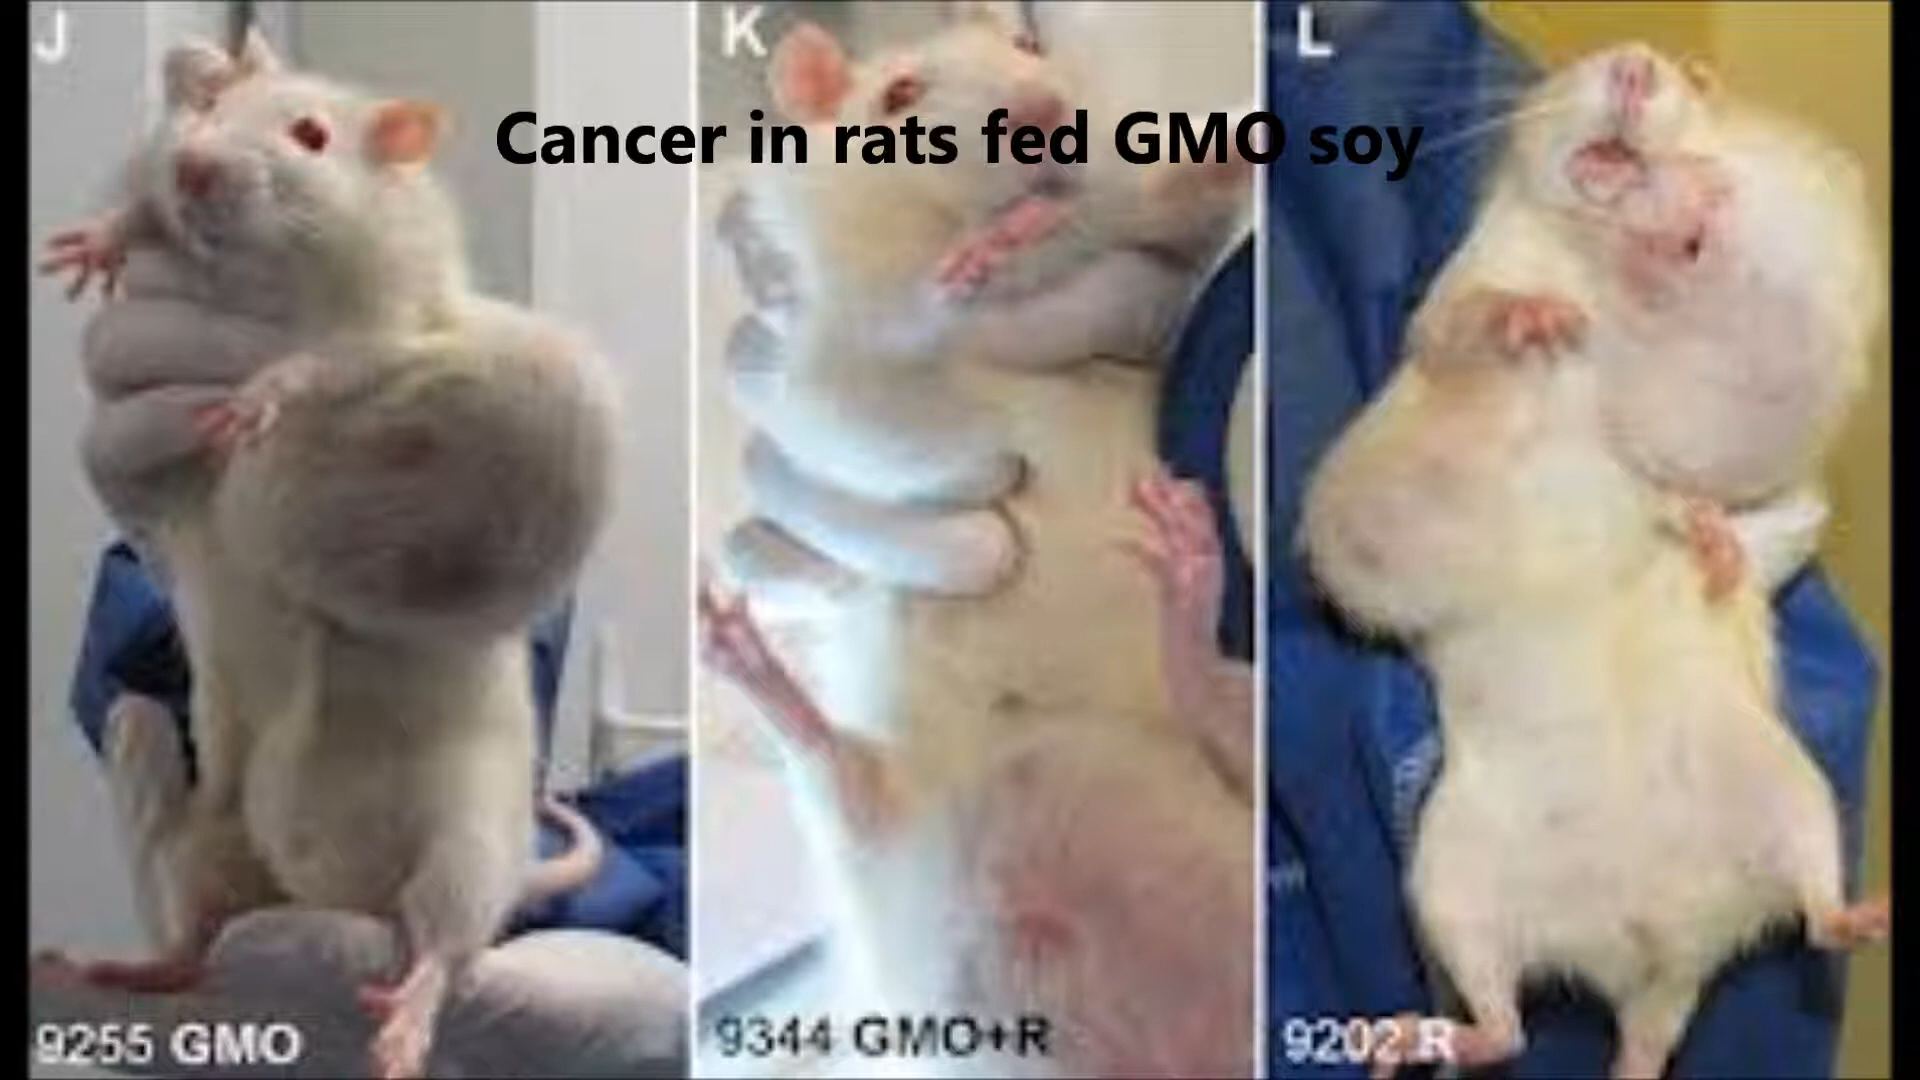 J
K
L
Cancer in rats fed GMO soy
9255 GMO
9344 GMO+R
9202 R